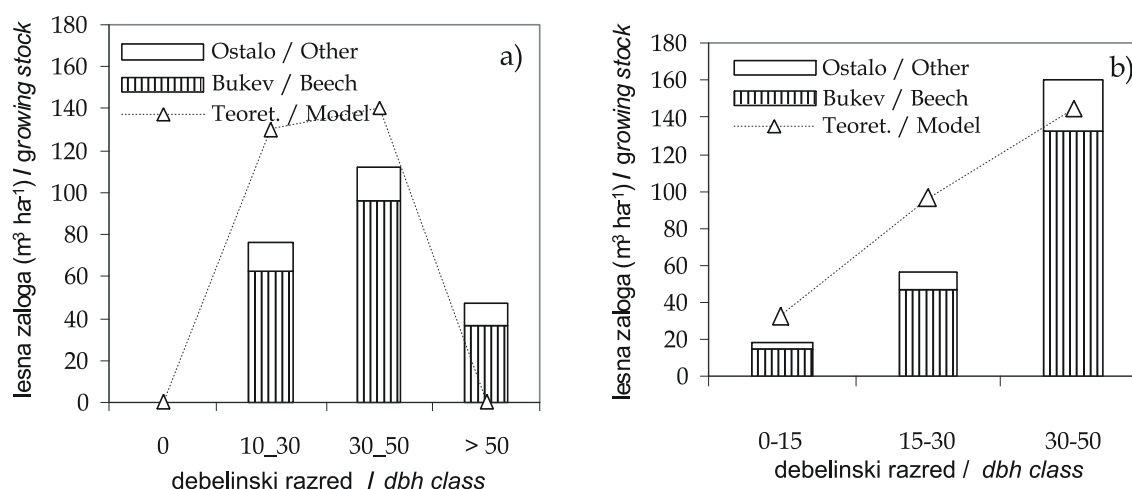 lesna zaloga (m³ ha⁻¹) / growing stock
180
160
140
120
100
80
60
40
20
0
Ostalo / Other
Bukev / Beech
Teoret. / Model
a)
0 10_30 30_50 > 50
debelinski razred / dbh class
lesna zaloga (m³ ha⁻¹) / growing stock
180
160
140
120
100
80
60
40
20
0
Ostalo / Other
Bukev / Beech
Teoret. / Model
b)
0-15 15-30 30-50
debelinski razred / dbh class